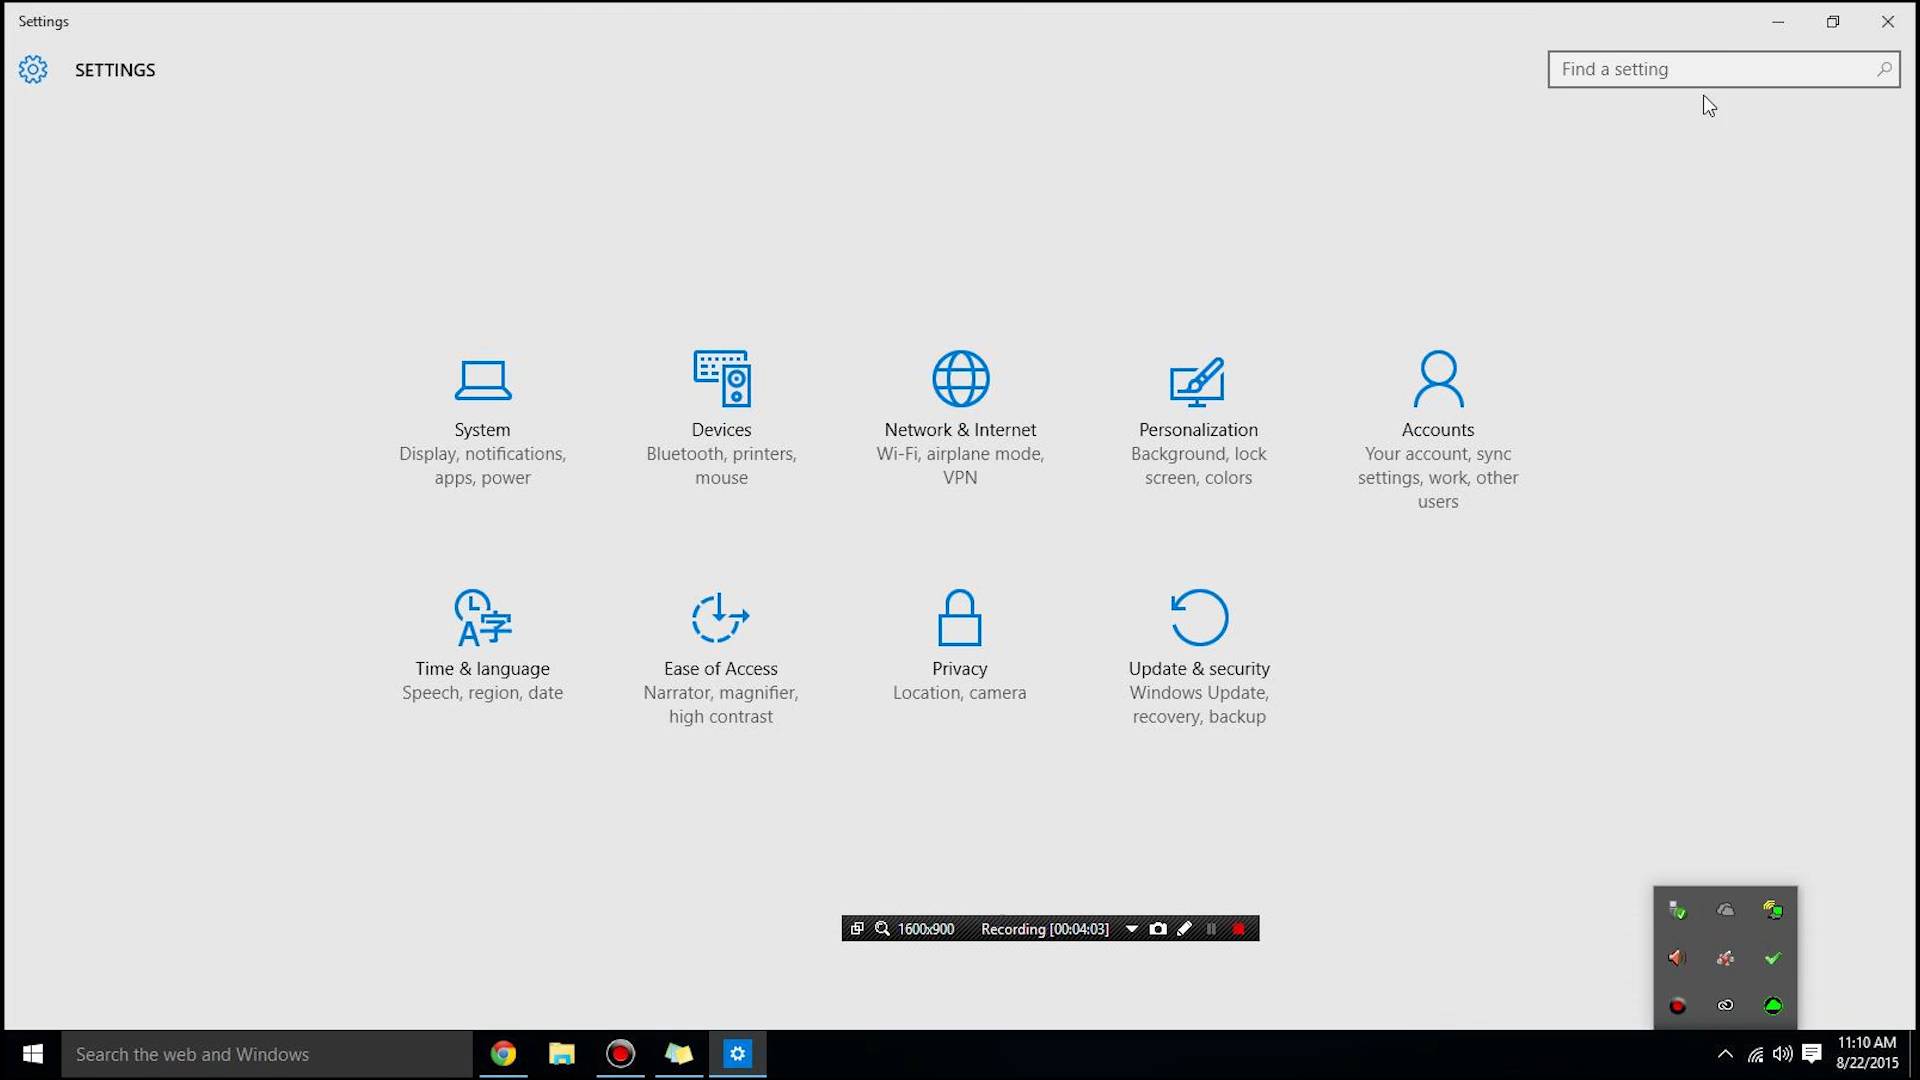 Settings
SETTINGS
Find a setting
System
Display, notifications,
apps, power
Devices
Bluetooth, printers,
mouse
Network & Internet
Wi-Fi, airplane mode,
VPN
Personalization
Background, lock
screen, colors
Accounts
Your account, sync
settings, work, other
users
A字
Time & language
Speech, region, date
Ease of Access
Narrator, magnifier,
high contrast
Privacy
Location, camera
Update & security
Windows Update,
recovery, backup
1600x900 Recording [00:04:03]
Search the web and Windows
11:10 AM
8/22/2015